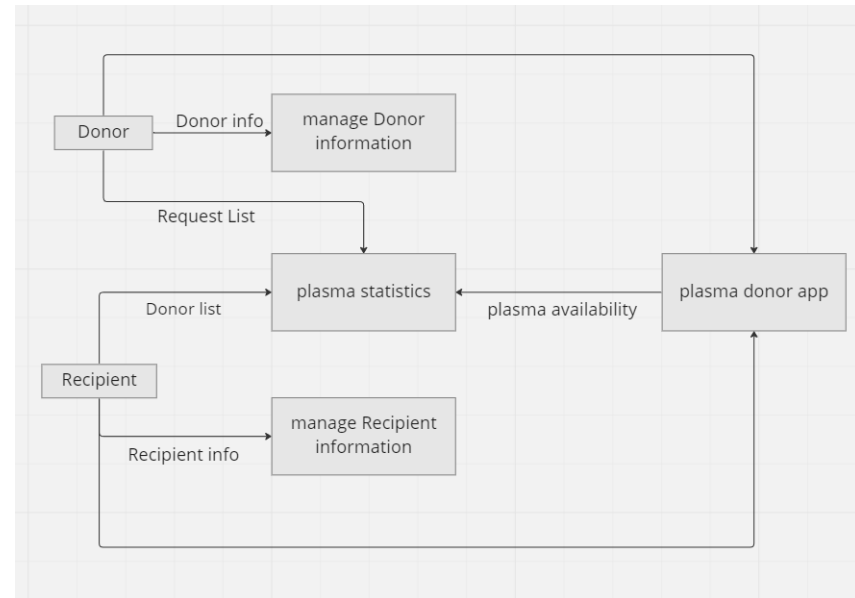 Donor
Donor info
manage Donor
information
Request List
plasma statistics
plasma donor app
plasma availability
Donor list
Recipient
manage Recipient
information
Recipient info